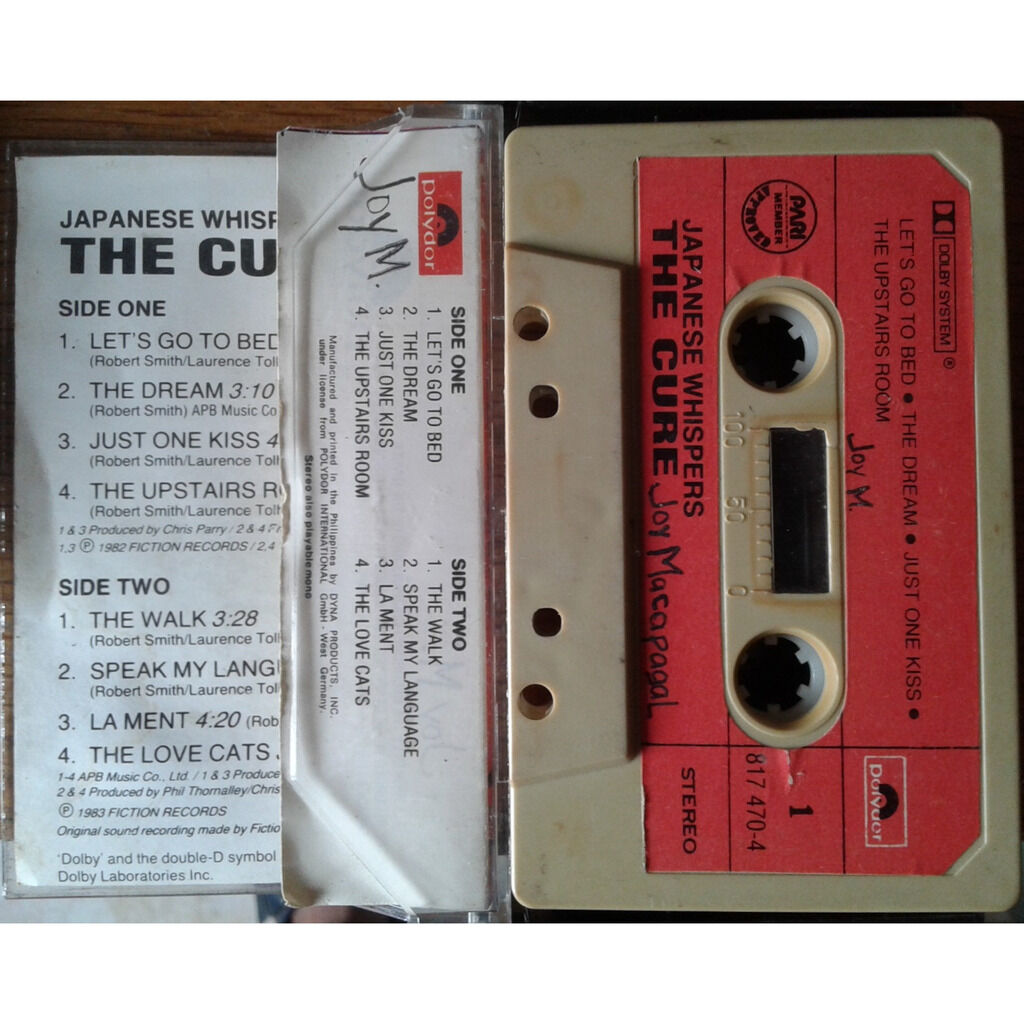 JAPANESE WHISP
THE CU
SIDE ONE
1. LET'S GO TO BED
(Robert Smith/Laurence Toll
2. THE DREAM 3:10
(Robert Smith) APB Music Co
3. JUST ONE KISS 4
(Robert Smith/Laurence Toll
4. THE UPSTAIRS R
(Robert Smith/Laurence Toll
1 & 3 Produced by Chris Parry / 2 & 4
1,3 ℗ 1982 FICTION RECORDS / 2,4
SIDE TWO
1. THE WALK 3:28
(Robert Smith/Laurence Toll
2. SPEAK MY LANG
(Robert Smith/Laurence Toll
3. LA MENT 4:20 (Rob
4. THE LOVE CATS
1-4 APB Music Co., Ltd. / 1 & 3 Produce
2 & 4 Produced by Phil Thornalley/Chris
℗ 1983 FICTION RECORDS
Original sound recording made by Fictio
'Dolby' and the double-D symbol
Dolby Laboratories Inc.
polydor
Joy M.
SIDE ONE
1. LET'S GO TO BED
2. THE DREAM
3. JUST ONE KISS
4. THE UPSTAIRS ROOM
SIDE TWO
1. THE WALK
2. SPEAK MY LANGUAGE
3. LA MENT
4. THE LOVE CATS
Manufactured and printed in the Philippines by DYNA PRODUCTS, INC.
under license from POLYDOR INTERNATIONAL GmbH - West Germany.
Stereo also playable mono
DOLBY SYSTEM ®
LET'S GO TO BED ● THE DREAM ● JUST ONE KISS ●
THE UPSTAIRS ROOM
Joy M.
PARI
MEMBER
100 50 0
JAPANESE WHISPERS
THE CURE Joy Macapagal
polydor
1
817 470-4
STEREO